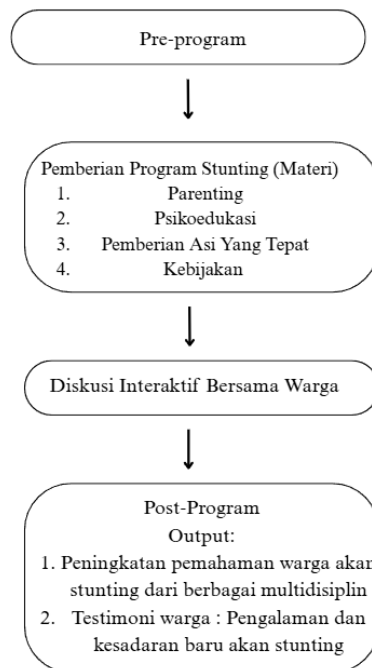 Pre-program
Pemberian Program Stunting (Materi)
1. Parenting
2. Psikoedukasi
3. Pemberian Asi Yang Tepat
4. Kebijakan
Diskusi Interaktif Bersama Warga
Post-Program
Output:
1. Peningkatan pemahaman warga akan
stunting dari berbagai multidisiplin
2. Testimoni warga : Pengalaman dan
kesadaran baru akan stunting